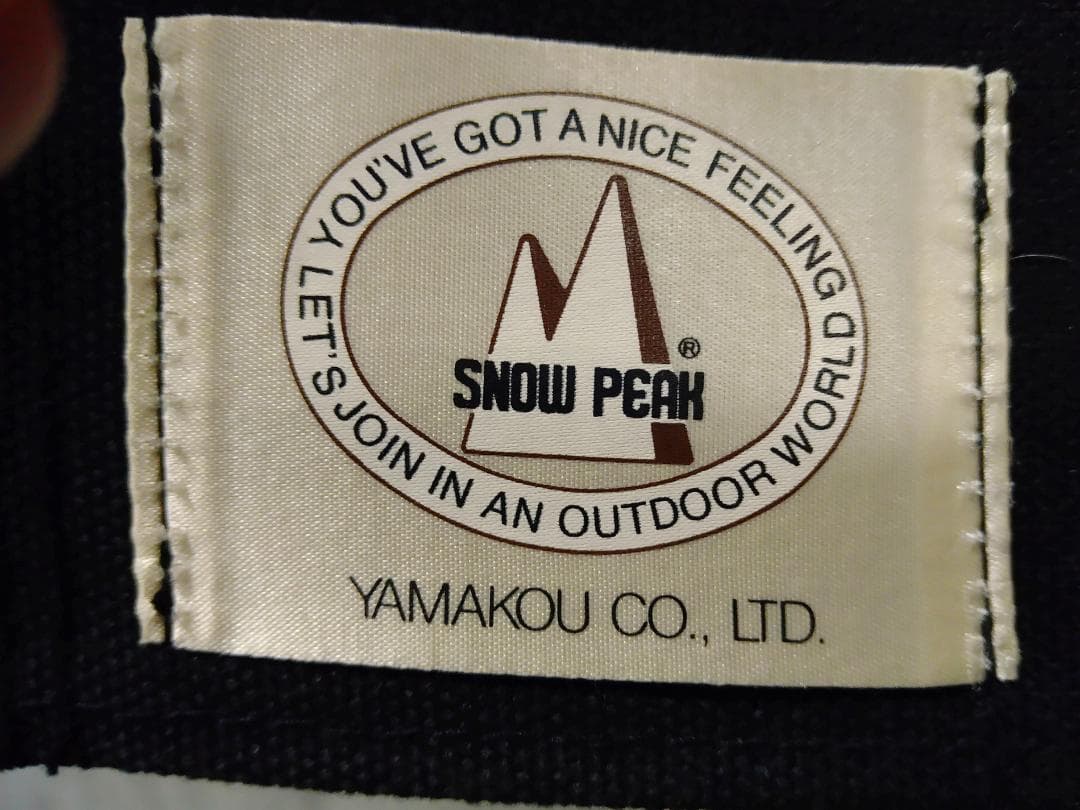 YOU'VE GOT A NICE FEELING
SNOW PEAK ®
LET'S JOIN IN AN OUTDOOR WORLD
YAMAKOU CO., LTD.